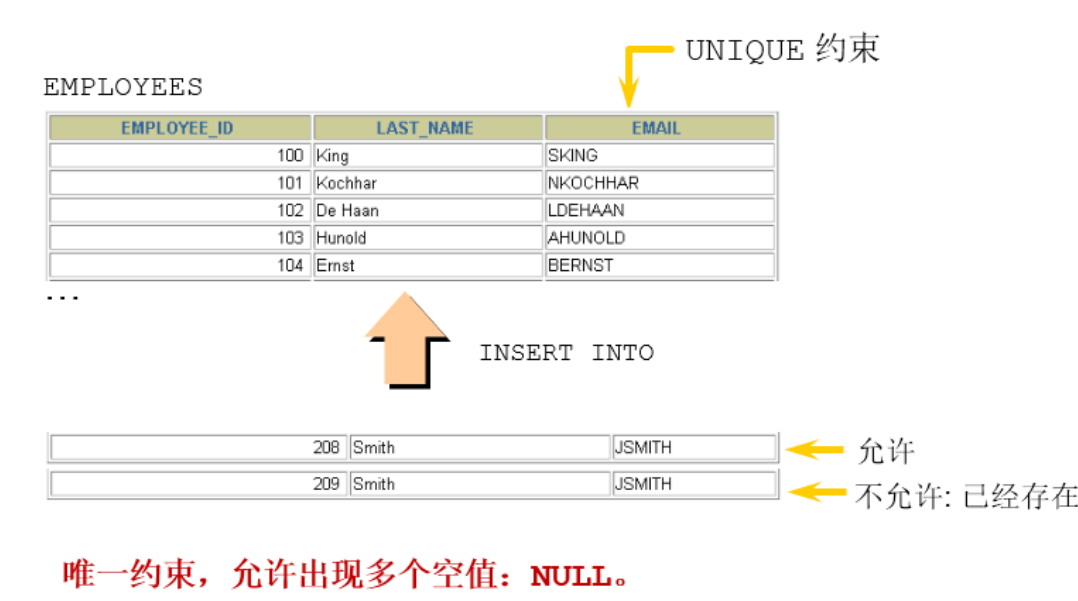 UNIQUE 约束
EMPLOYEES
EMPLOYEE_ID LAST_NAME EMAIL
100 King SKING
101 Kochhar NKOCHHAR
102 De Haan LDEHAAN
103 Hunold AHUNOLD
104 Ernst BERNST
...
INSERT INTO
208 Smith JSMITH 允许
209 Smith JSMITH 不允许: 已经存在
唯一约束，允许出现多个空值：NULL。